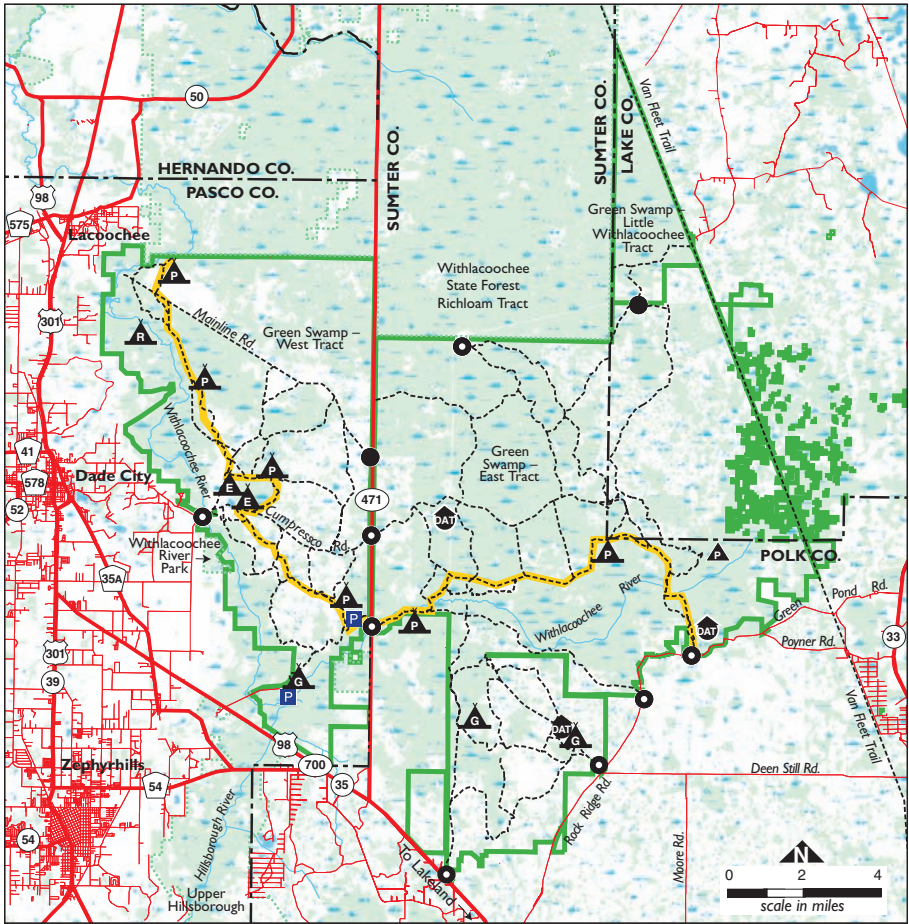 50
HERNANDO CO.
PASCO CO.
SUMTER CO.
SUMTER CO.
LAKE CO.
Van Fleet Trail
98
575
Lacoochee
Green Swamp –
Little
Withlacoochee
Tract
Withlacoochee
State Forest
Richloam Tract
P
Mainline Rd.
R
301
Green Swamp –
West Tract
P
Withlacoochee River
41
Dade City
578
52
P
E
E
Cumpressco Rd.
471
Green
Swamp –
East Tract
DAT
Withlacoochee
River
Park
35A
P
P
POLK CO.
P
P
P
Withlacoochee River
DAT
Green Pond Rd.
Poyner Rd.
33
301
39
G
P
G
DAT
G
98
700
35
Zephyrhills
54
Deen Still Rd.
Rock Ridge Rd.
Van Fleet Trail
54
Hillsborough River
To Lakeland
Moore Rd.
Upper
Hillsborough
N
0 2 4
scale in miles